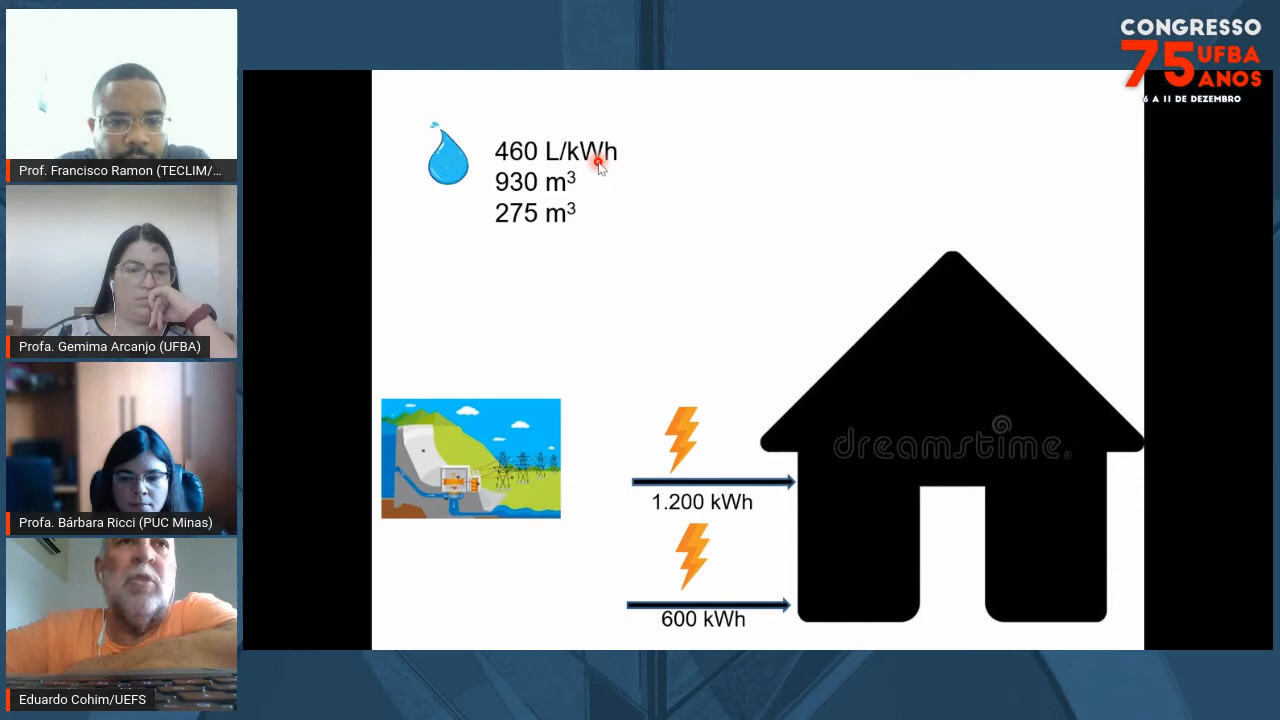 CONGRESSO
75 UFBA
ANOS
6 A 11 DE DEZEMBRO
Prof. Francisco Ramon (TECLIM/...
Profa. Gemima Arcanjo (UFBA)
Profa. Bárbara Ricci (PUC Minas)
Eduardo Cohim/UEFS
460 L/kWh
930 m³
275 m³
dreamstime®
1.200 kWh
600 kWh